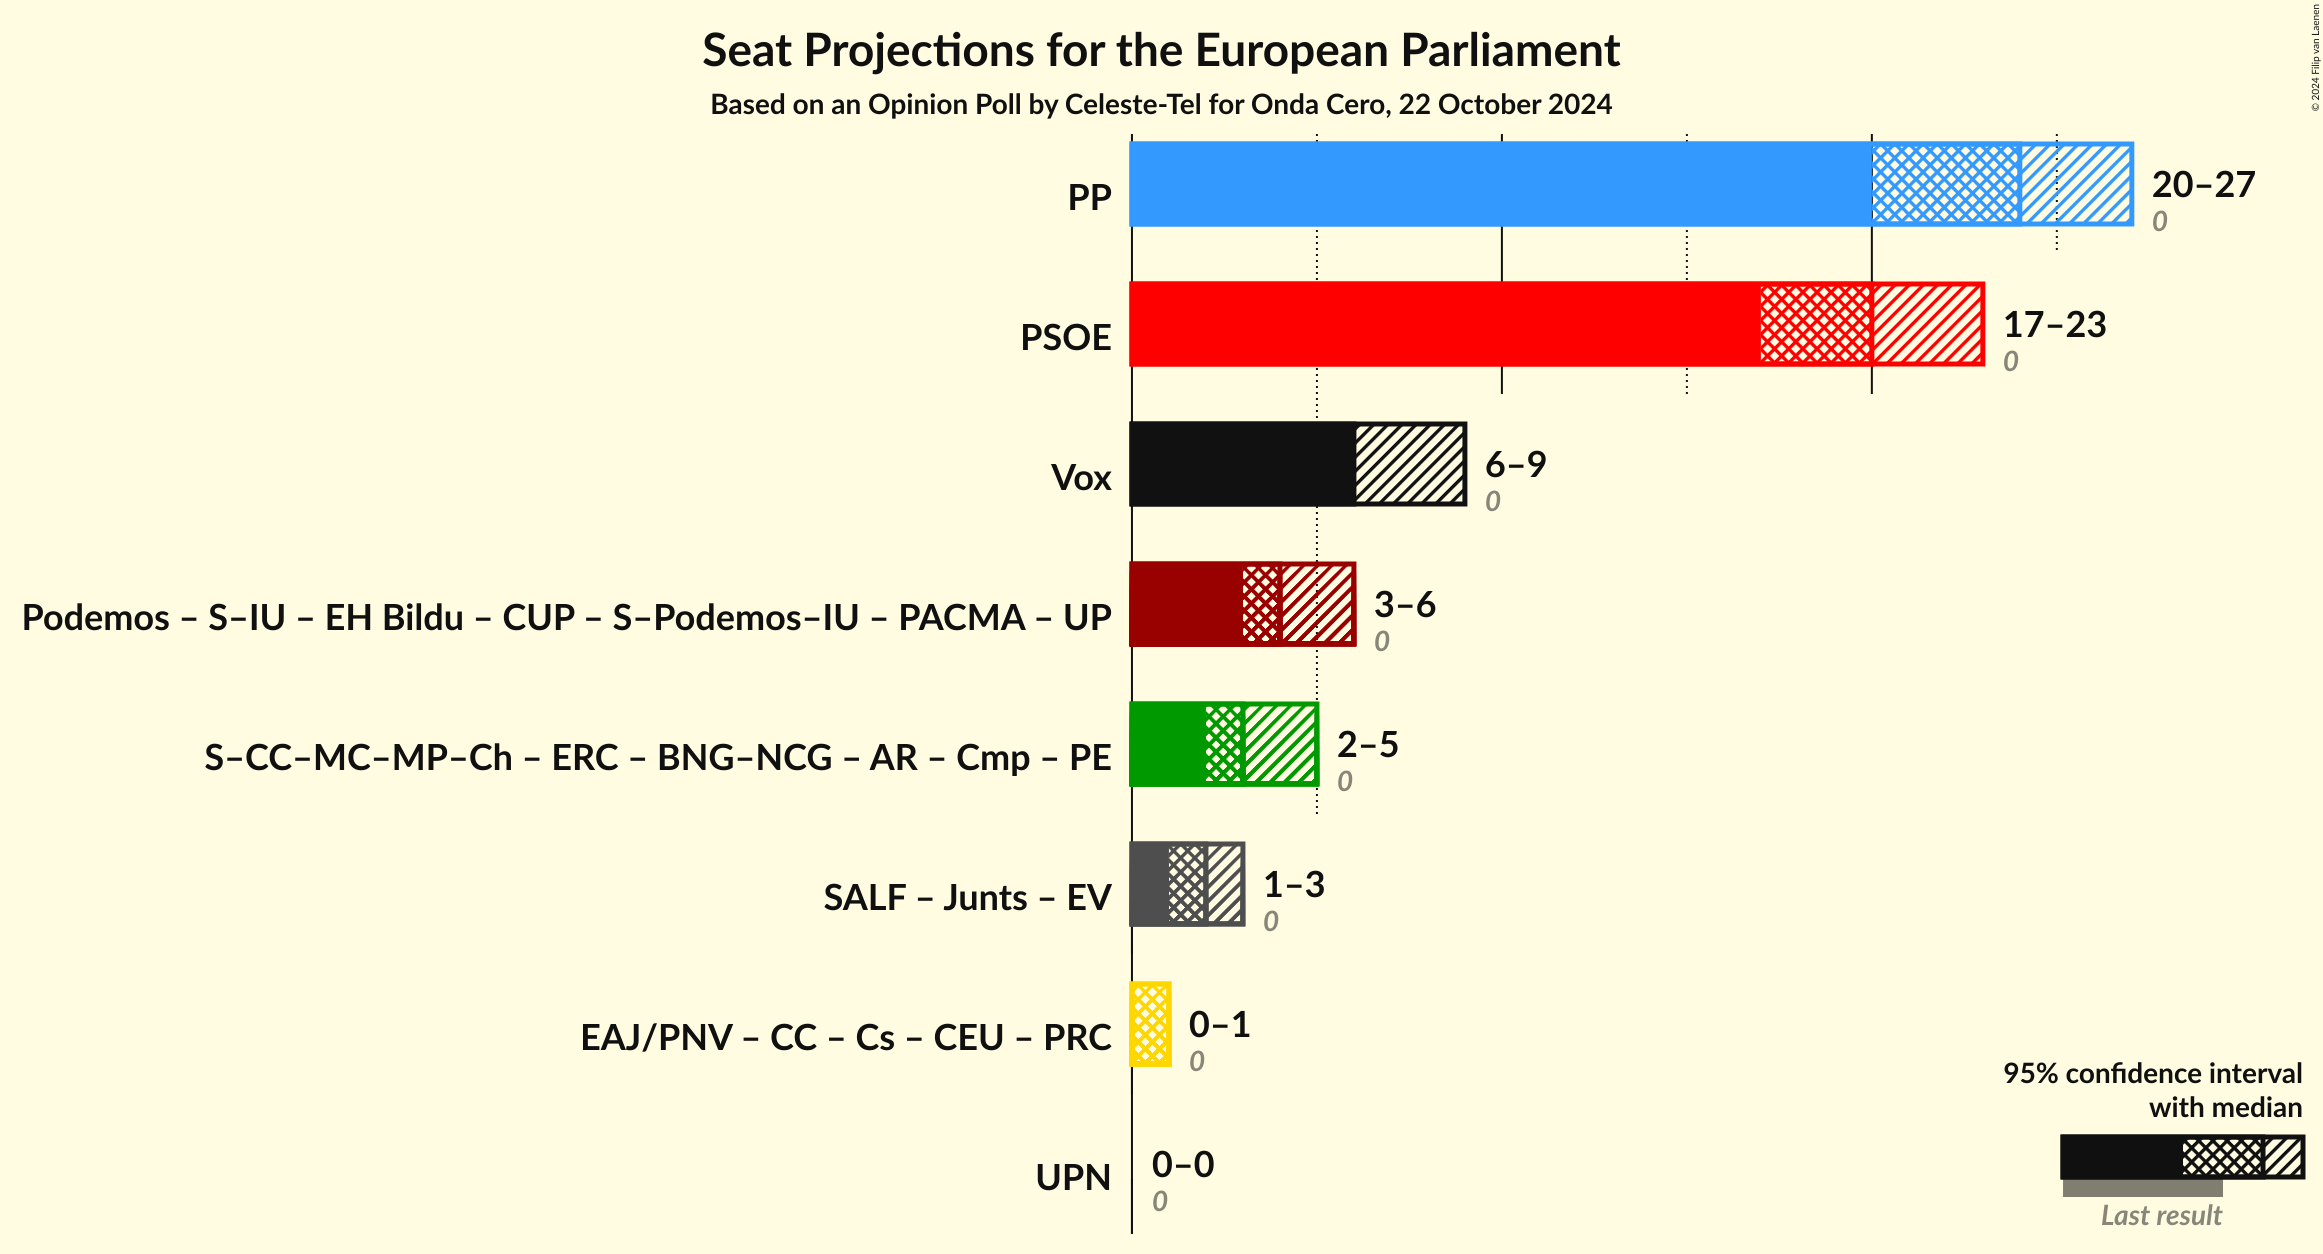 Seat Projections for the European Parliament
Based on an Opinion Poll by Celeste-Tel for Onda Cero, 22 October 2024
© 2024 Filip van Laenen
PP
20–27
0
PSOE
17–23
0
Vox
6–9
0
Podemos – S–IU – EH Bildu – CUP – S–Podemos–IU – PACMA – UP
3–6
0
S–CC–MC–MP–Ch – ERC – BNG–NCG – AR – Cmp – PE
2–5
0
SALF – Junts – EV
1–3
0
EAJ/PNV – CC – Cs – CEU – PRC
0–1
0
UPN
0–0
0
95% confidence interval
with median
Last result